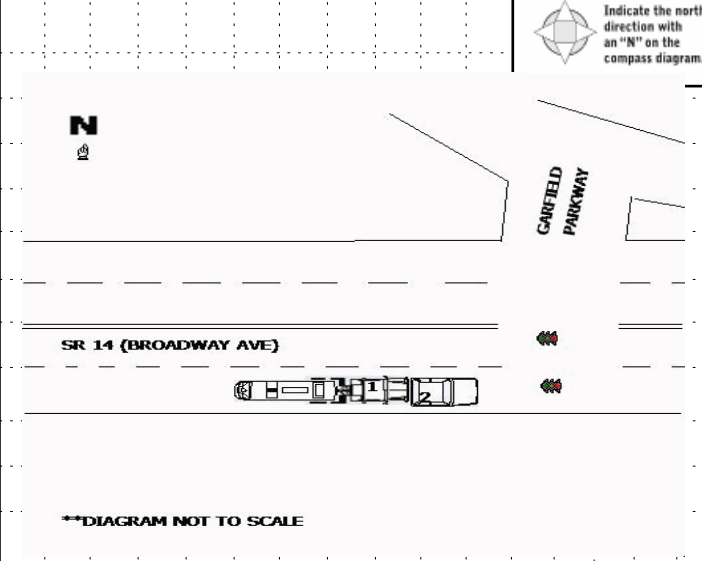 Indicate the north
direction with
an “N” on the
compass diagram.
N
GARFIELD
PARKWAY
SR 14 (BROADWAY AVE)
1
2
**DIAGRAM NOT TO SCALE